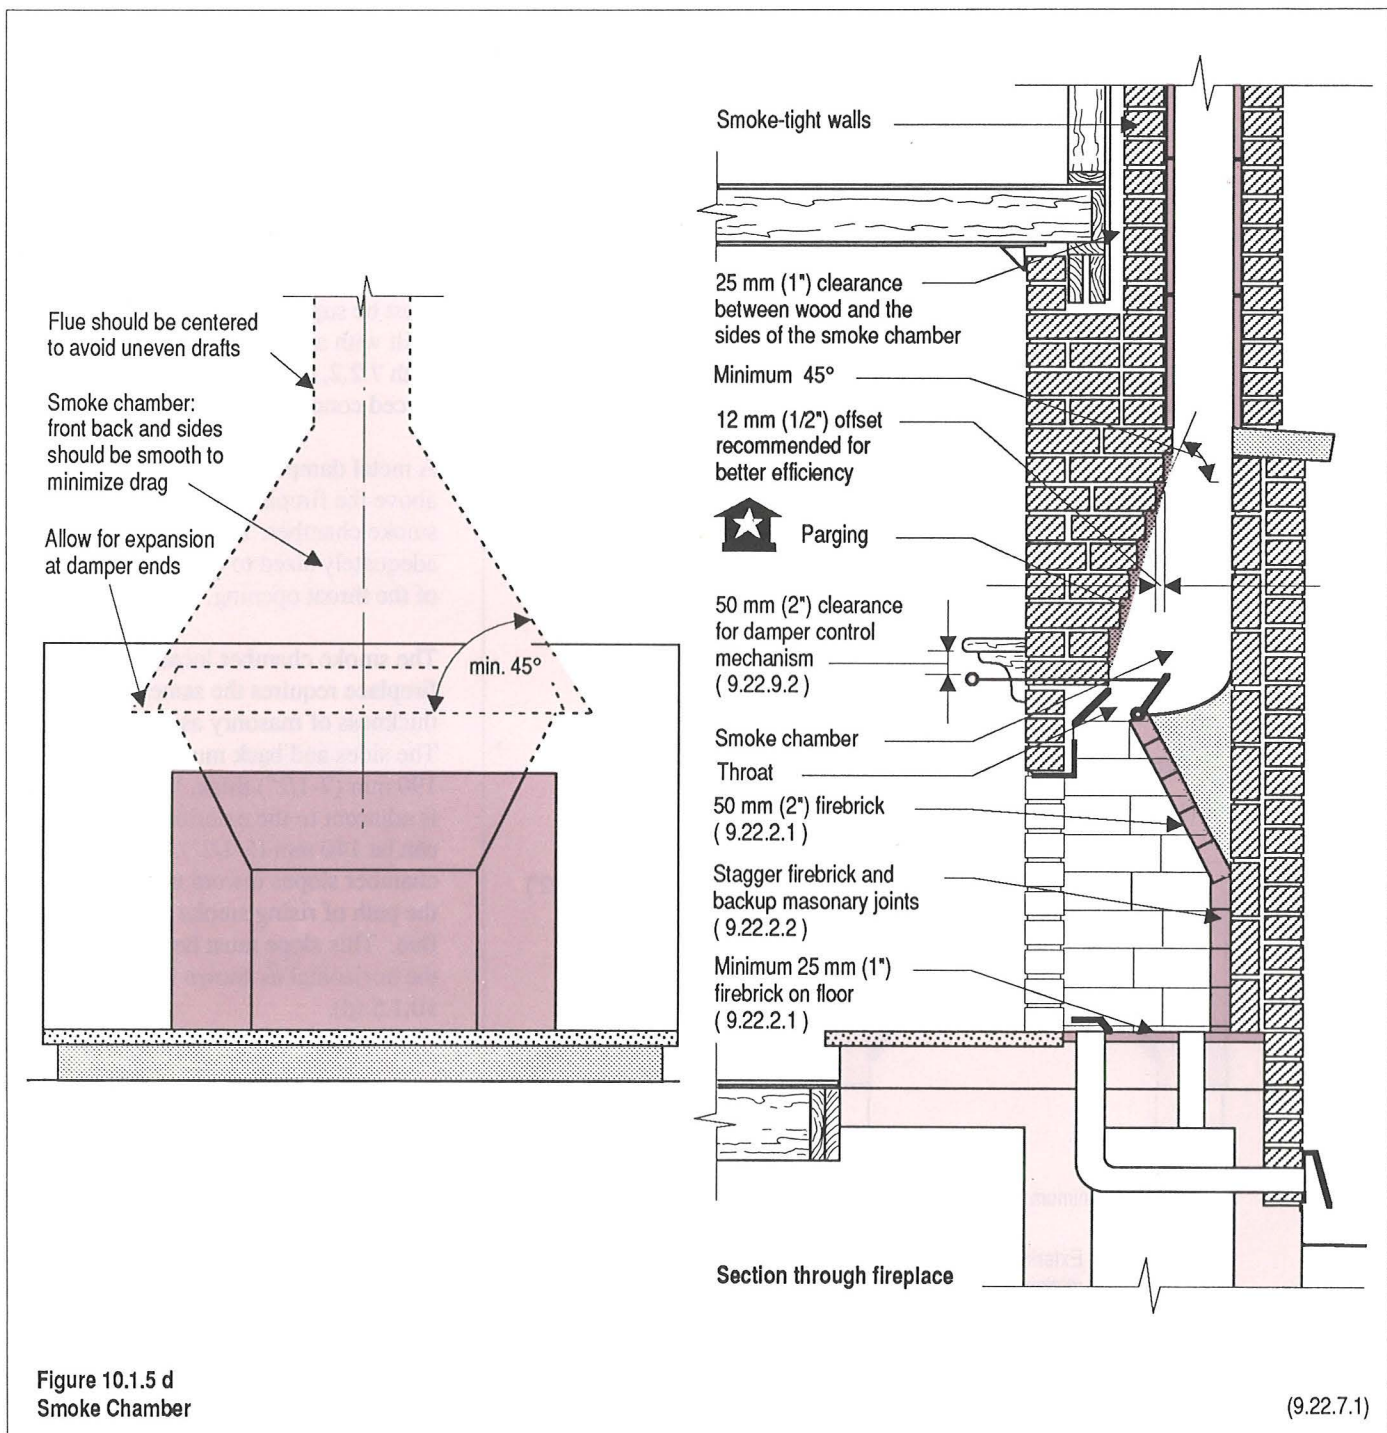 Flue should be centered
to avoid uneven drafts
Smoke chamber:
front back and sides
should be smooth to
minimize drag
Allow for expansion
at damper ends
min. 45°
Smoke-tight walls
25 mm (1") clearance
between wood and the
sides of the smoke chamber
Minimum 45°
12 mm (1/2") offset
recommended for
better efficiency
Parging
50 mm (2") clearance
for damper control
mechanism
( 9.22.9.2 )
Smoke chamber
Throat
50 mm (2") firebrick
( 9.22.2.1 )
Stagger firebrick and
backup masonary joints
( 9.22.2.2 )
Minimum 25 mm (1")
firebrick on floor
( 9.22.2.1 )
Section through fireplace
Figure 10.1.5 d
Smoke Chamber
(9.22.7.1)